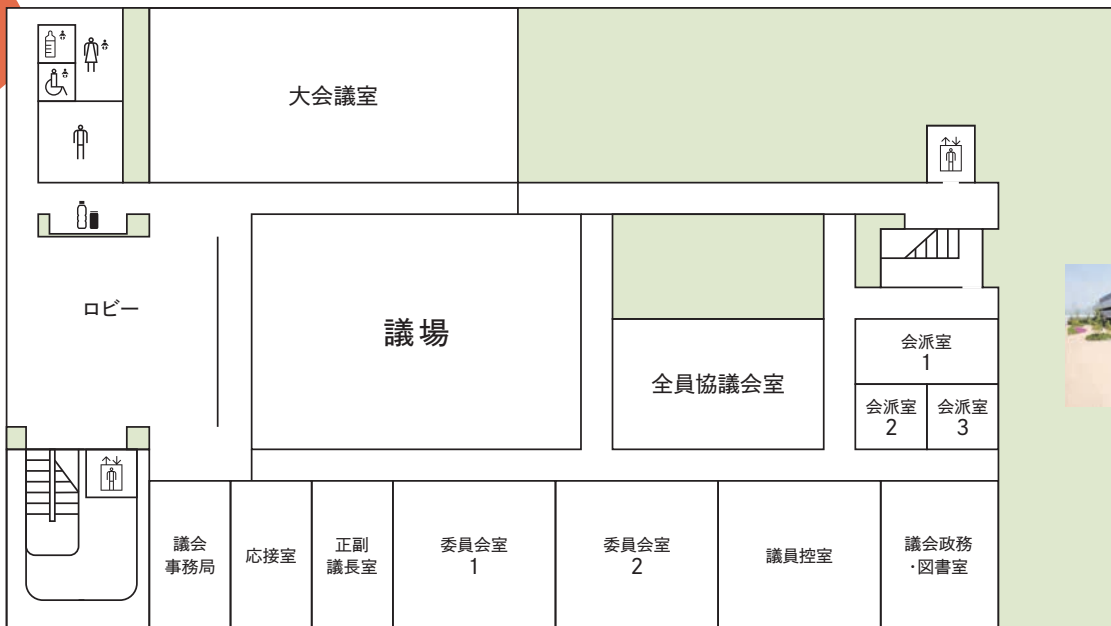 大会議室
ロビー
議場
全員協議会室
会派室
1
会派室
2
会派室
3
議会
事務局
応接室
正副
議長室
委員会室
1
委員会室
2
議員控室
議会政務
・図書室